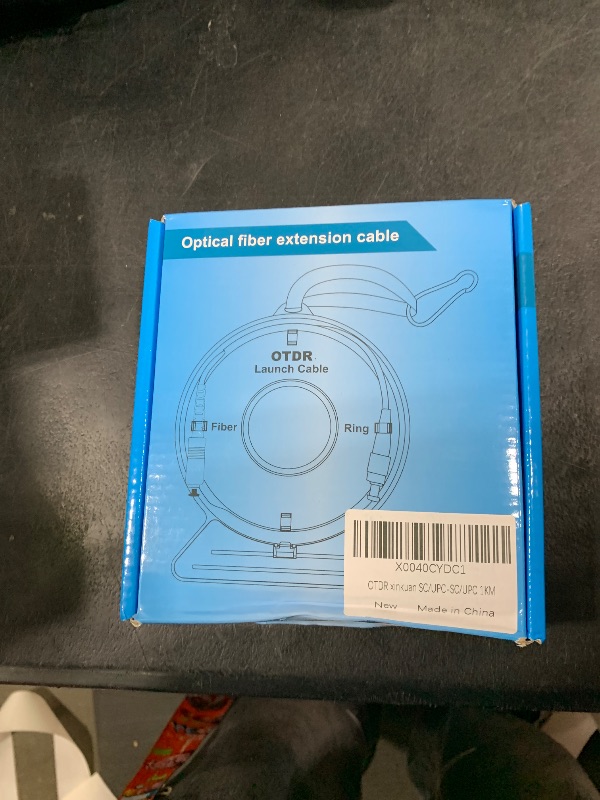 Optical fiber extension cable
OTDR
Launch Cable
Fiber
Ring
X0040CYDC1
OTDR xinkuan SC/UPC-SC/UPC 1KM
New Made in China